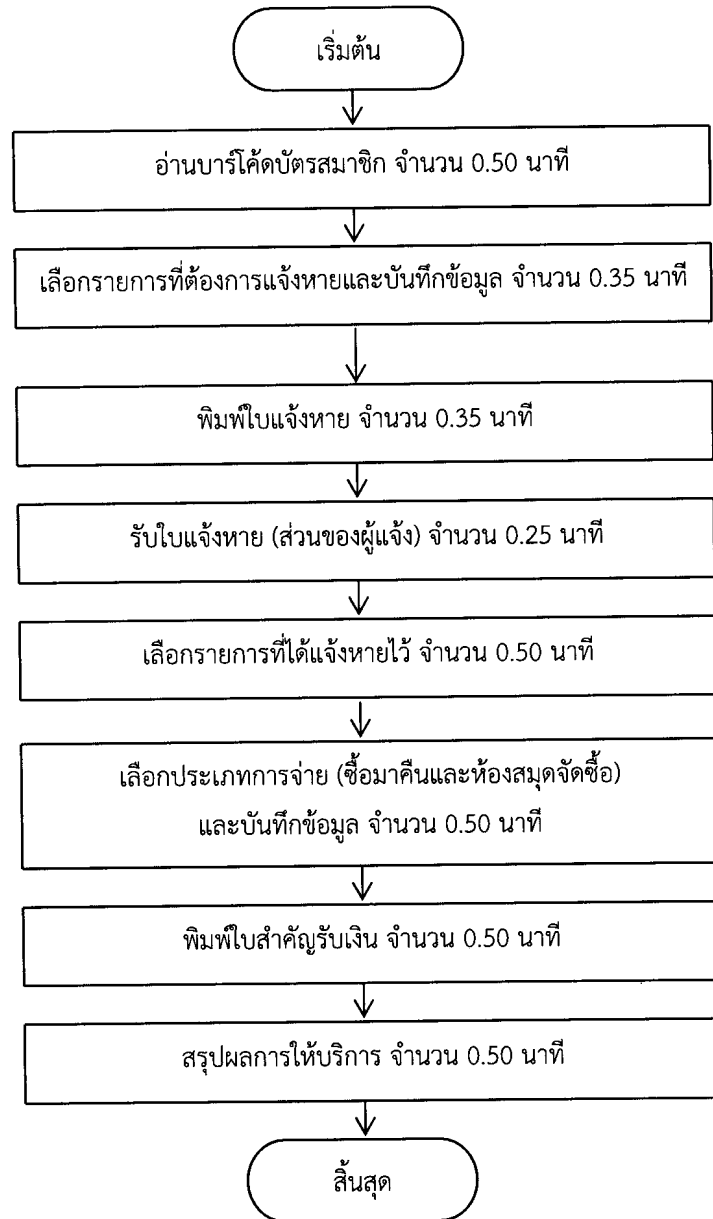 เริ่มต้น
อ่านบาร์โค้ดบัตรสมาชิก จำนวน 0.50 นาที
เลือกรายการที่ต้องการแจ้งหายและบันทึกข้อมูล จำนวน 0.35 นาที
พิมพ์ใบแจ้งหาย จำนวน 0.35 นาที
รับใบแจ้งหาย (ส่วนของผู้แจ้ง) จำนวน 0.25 นาที
เลือกรายการที่ได้แจ้งหายไว้ จำนวน 0.50 นาที
เลือกประเภทการจ่าย (ซื้อมาคืนและห้องสมุดจัดซื้อ)
และบันทึกข้อมูล จำนวน 0.50 นาที
พิมพ์ใบสำคัญรับเงิน จำนวน 0.50 นาที
สรุปผลการให้บริการ จำนวน 0.50 นาที
สิ้นสุด